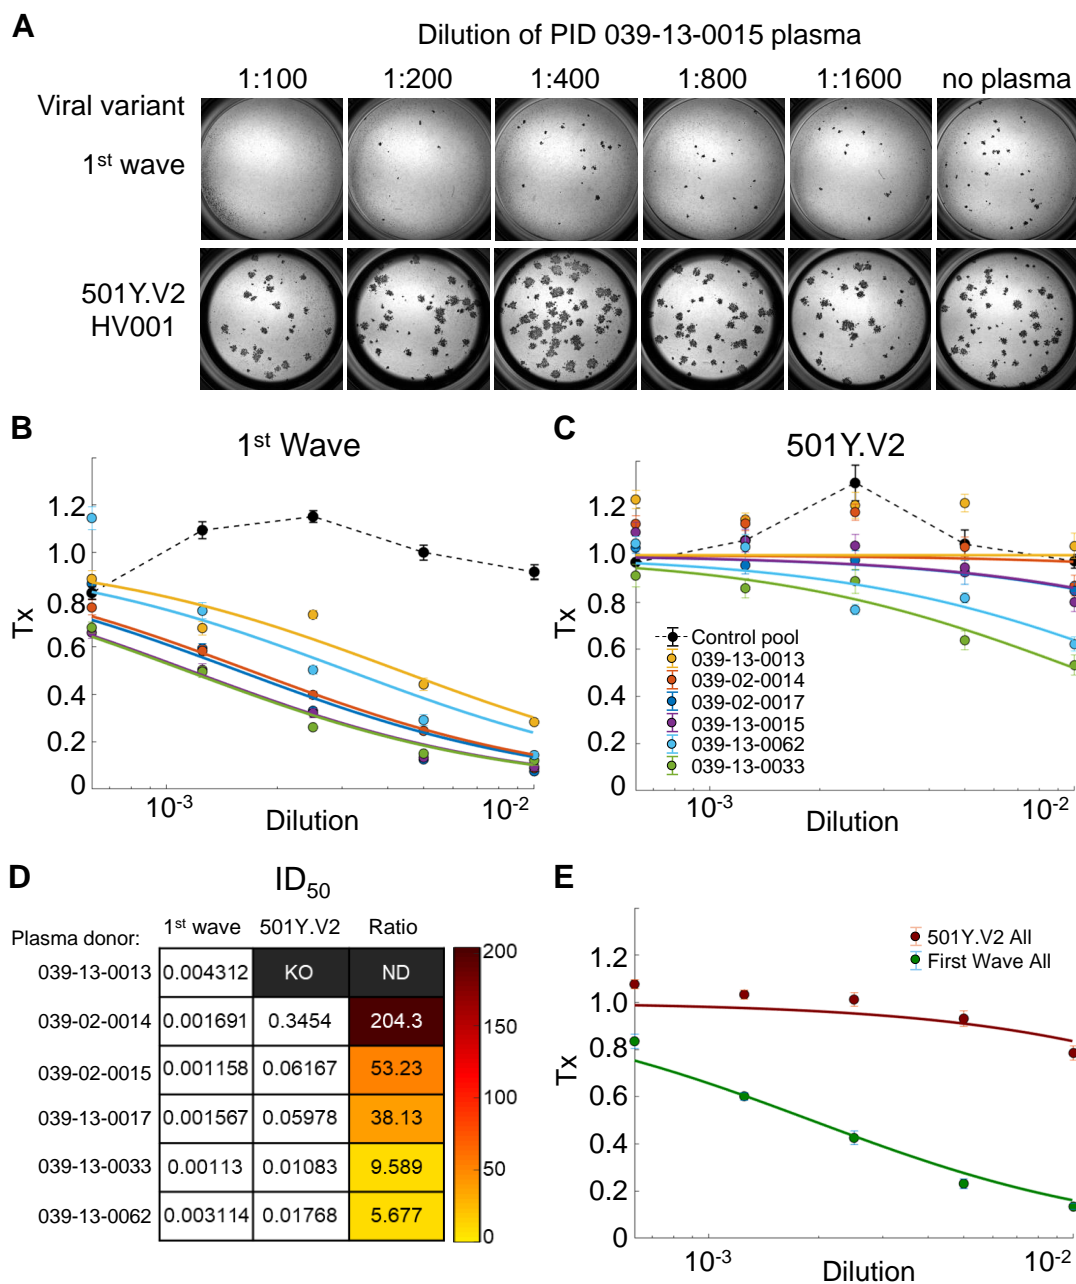 A
Dilution of PID 039-13-0015 plasma
1:100 1:200 1:400 1:800 1:1600 no plasma
Viral variant
1st wave
501Y.V2
HV001
B
1st Wave
Tx
1.2
1.0
0.8
0.6
0.4
0.2
0
10-3 10-2
Dilution
C
501Y.V2
Tx
1.2
1.0
0.8
0.6
0.4
0.2
0
Control pool
039-13-0013
039-02-0014
039-02-0017
039-13-0015
039-13-0062
039-13-0033
10-3 10-2
Dilution
D
ID50
Plasma donor: 1st wave 501Y.V2 Ratio
039-13-0013 0.004312 KO ND
039-02-0014 0.001691 0.3454 204.3
039-02-0015 0.001158 0.06167 53.23
039-13-0017 0.001567 0.05978 38.13
039-13-0033 0.00113 0.01083 9.589
039-13-0062 0.003114 0.01768 5.677
200
150
100
50
0
E
501Y.V2 All
First Wave All
Tx
1.2
1.0
0.8
0.6
0.4
0.2
0
10-3 10-2
Dilution